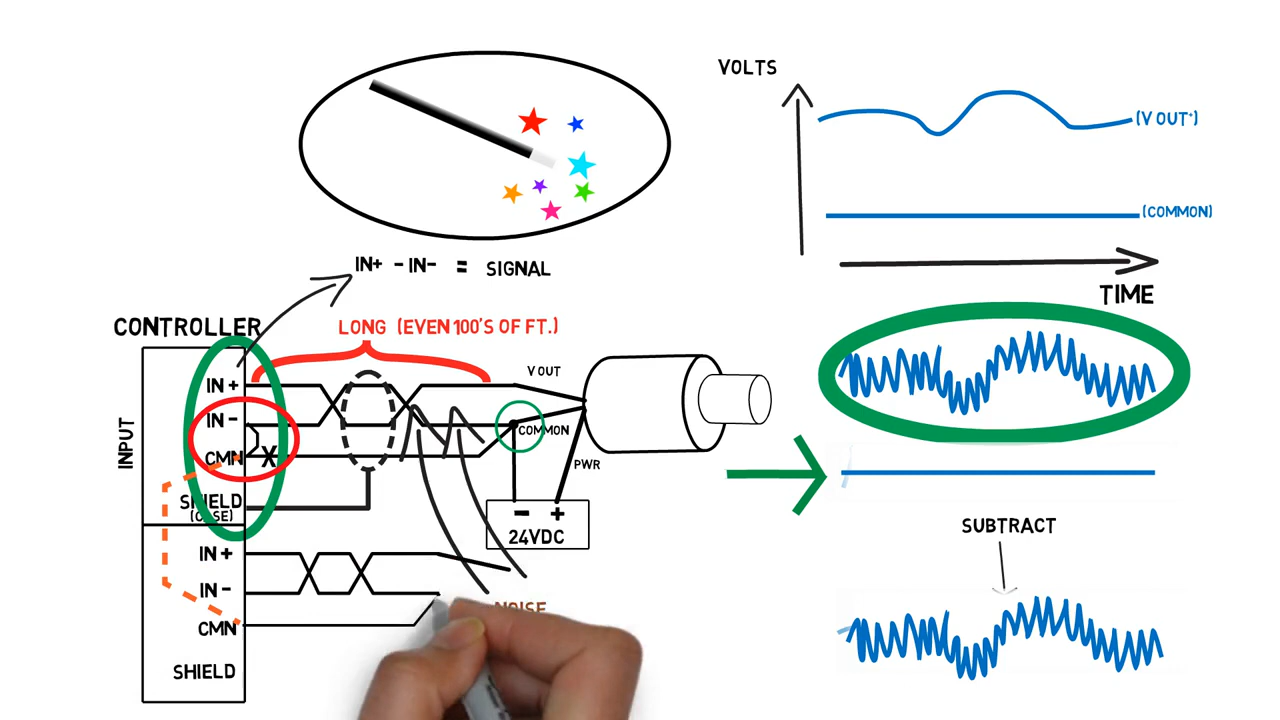 VOLTS
(V OUT⁺)
(COMMON)
TIME
IN+ - IN- = SIGNAL
CONTROLLER
LONG (EVEN 100'S OF FT.)
INPUT
IN +
IN -
CMN
X
SHIELD
V OUT
COMMON
PWR
- +
24VDC
SUBTRACT
IN +
IN -
CMN
SHIELD
NOISE